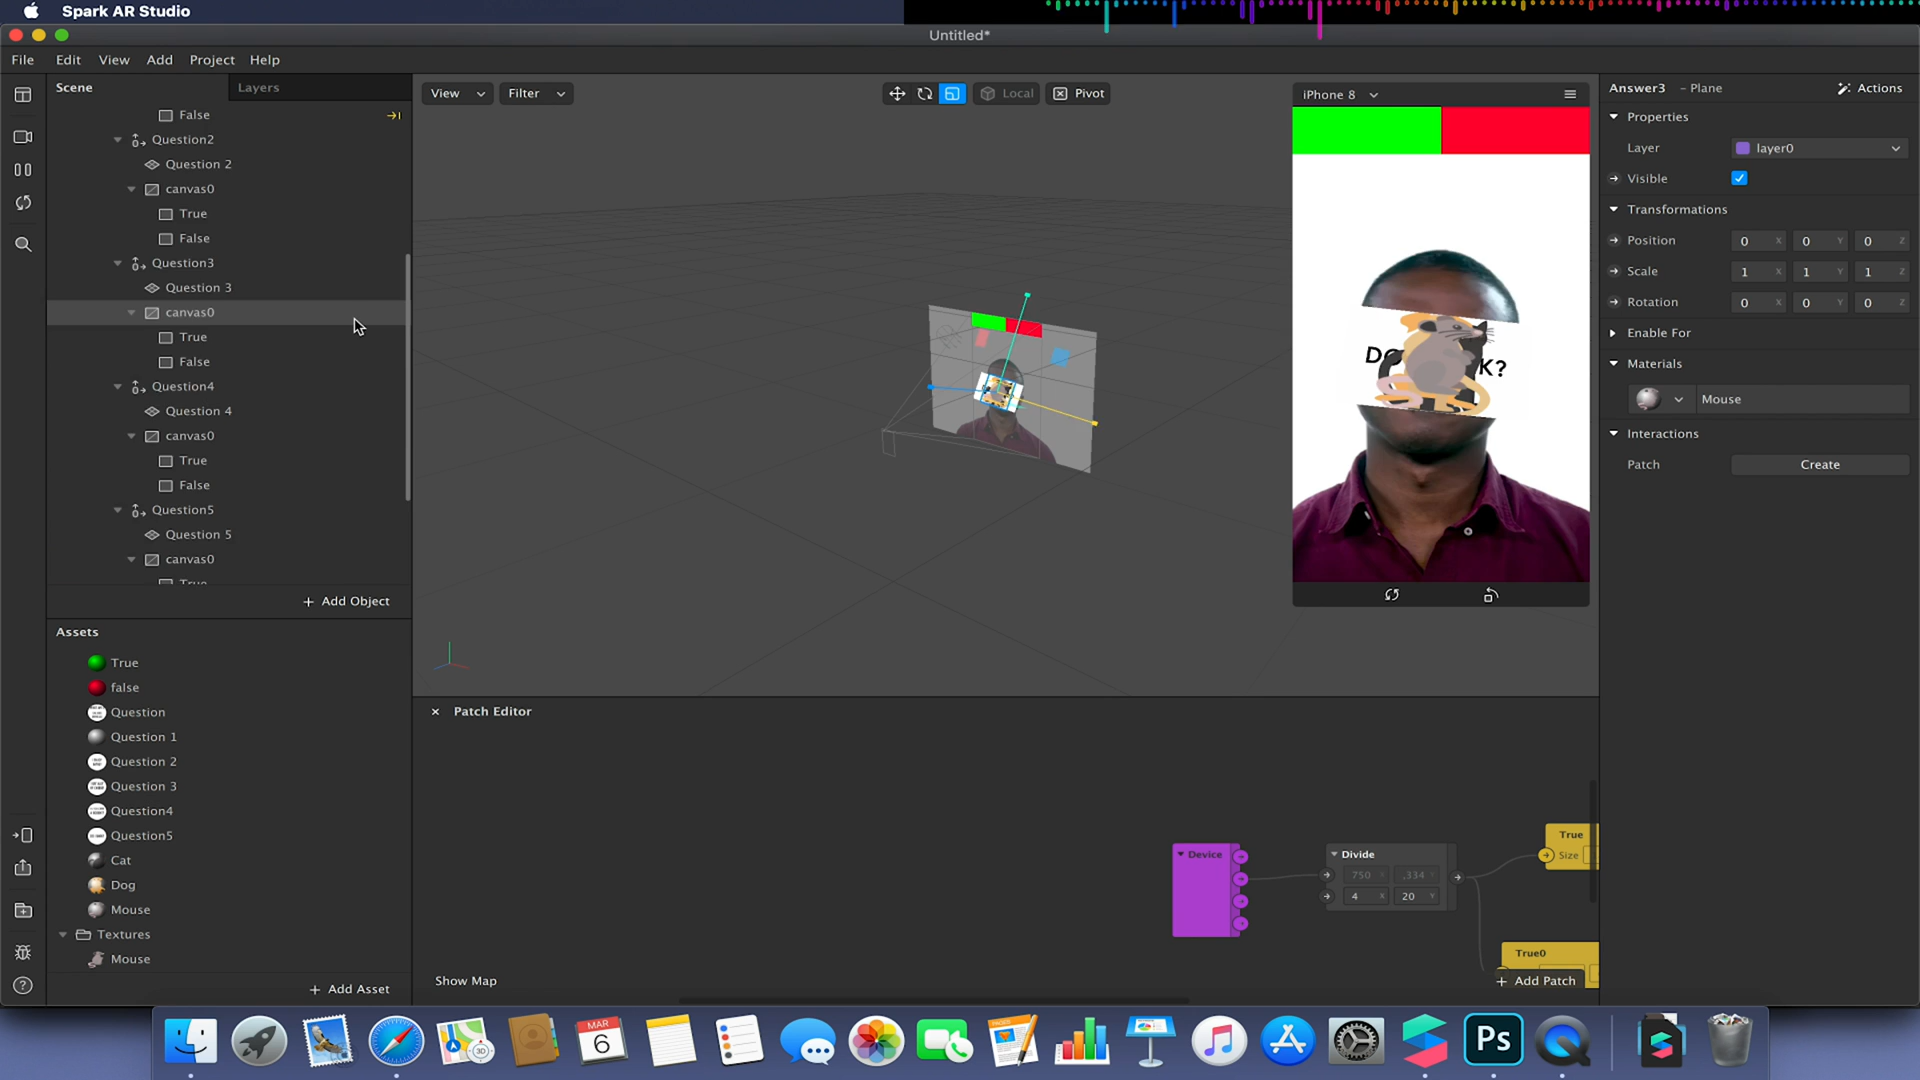 Spark AR Studio
Untitled*
File Edit View Add Project Help
Scene Layers
False
Question2
Question 2
canvas0
True
False
Question3
Question 3
canvas0
True
False
Question4
Question 4
canvas0
True
False
Question5
Question 5
canvas0
True
+ Add Object
Assets
True
false
Question
Question 1
Question 2
Question 3
Question4
Question5
Cat
Dog
Mouse
Textures
Mouse
+ Add Asset
View Filter Local Pivot
iPhone 8
K?
× Patch Editor
Device
Divide
750 X ,334 Y
4 X 20 Y
True
Size
True0
Show Map
+ Add Patch
Answer3 - Plane Actions
Properties
Layer layer0
Visible
Transformations
Position 0 X 0 Y 0 Z
Scale 1 X 1 Y 1 Z
Rotation 0 X 0 Y 0 Z
Enable For
Materials
Mouse
Interactions
Patch Create
MAR
6
3D
Ps